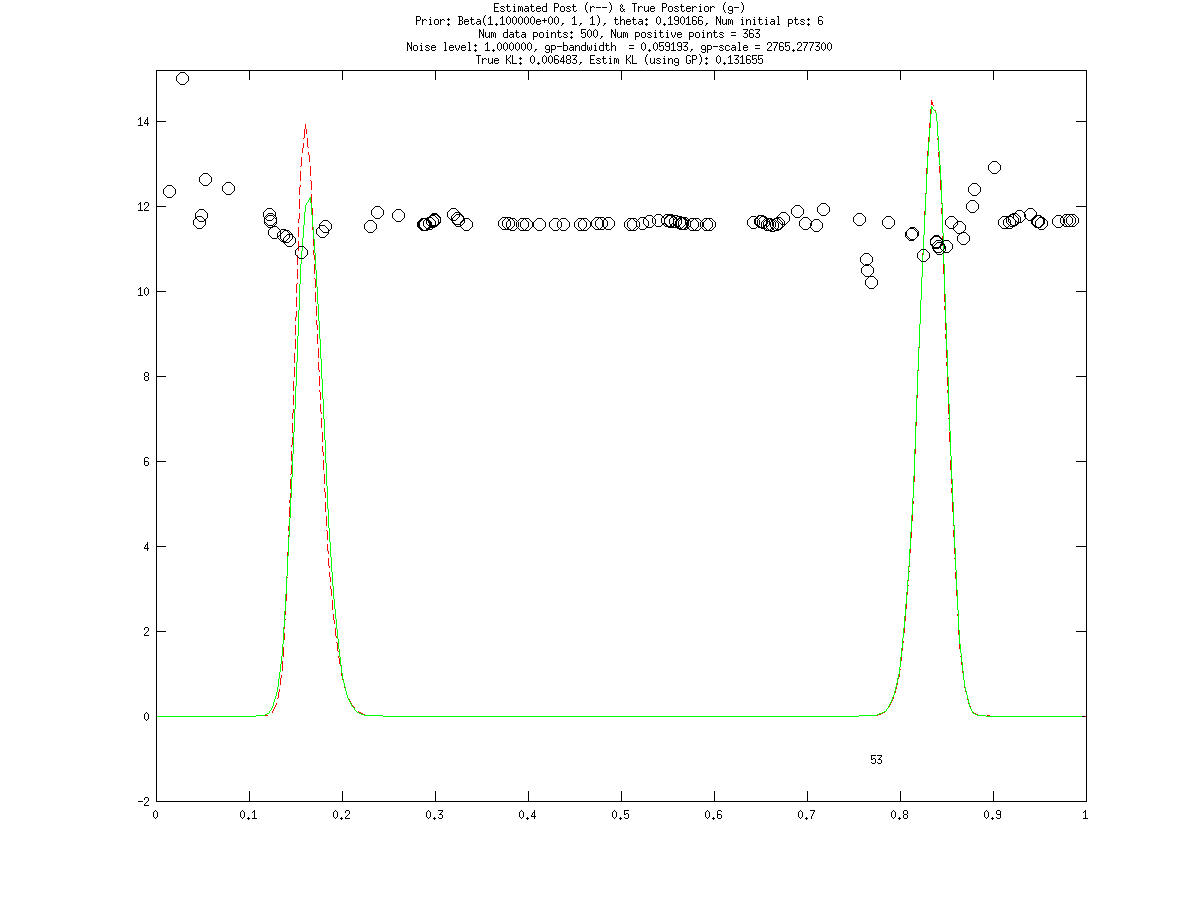 Estimated Post (r--) & True Posterior (g-)
Prior: Beta(1.100000e+00, 1, 1), theta: 0.190166, Num initial pts: 6
Num data points: 500, Num positive points = 363
Noise level: 1.000000, gp-bandwidth  = 0.059193, gp-scale = 2765.277300
True KL: 0.006483, Estim KL (using GP): 0.131655
14
12
10
8
6
4
2
0
53
-2
0 0.1 0.2 0.3 0.4 0.5 0.6 0.7 0.8 0.9 1